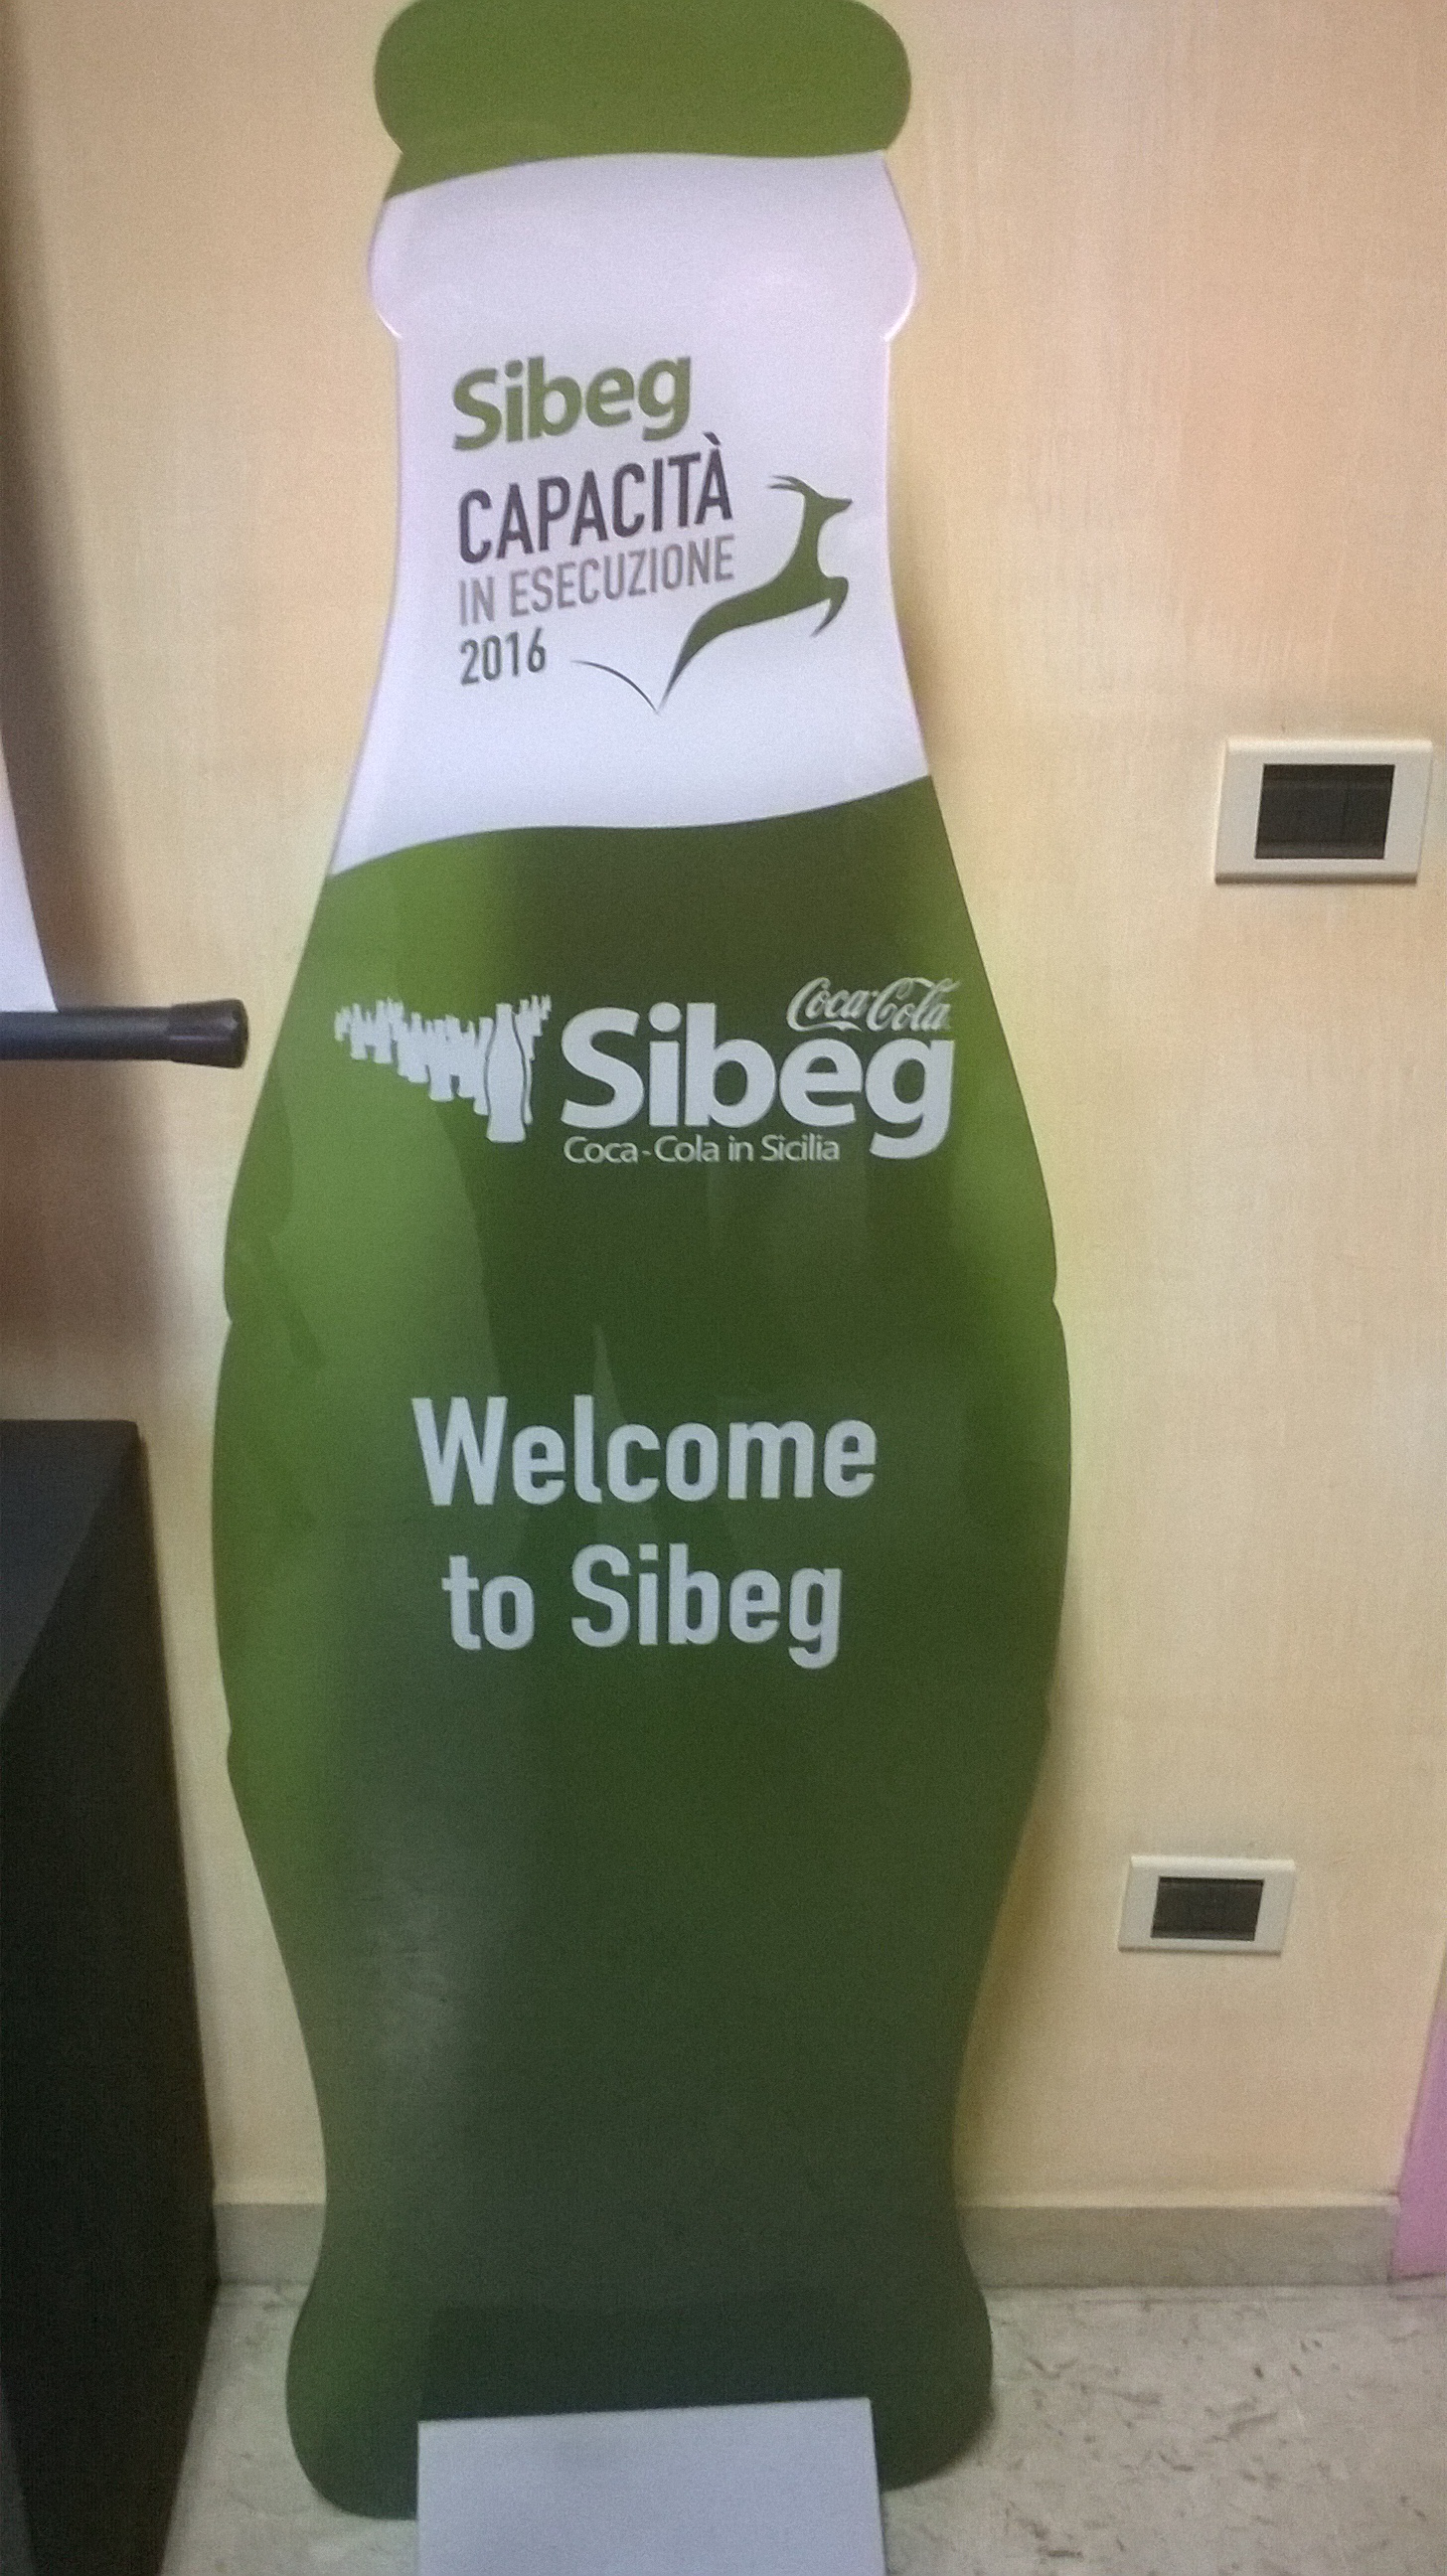 Sibeg
CAPACITÀ
IN ESECUZIONE
2016
Coca-Cola
Sibeg
Coca-Cola in Sicilia
Welcome
to Sibeg